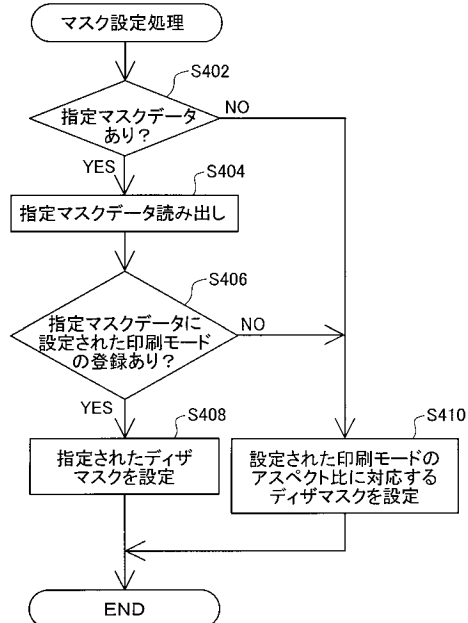 マスク設定処理
S402
指定マスクデータ
あり?
NO
YES
S404
指定マスクデータ読み出し
S406
指定マスクデータに
設定された印刷モード
の登録あり?
NO
YES
S408
指定されたディザ
マスクを設定
S410
設定された印刷モードの
アスペクト比に対応する
ディザマスクを設定
END